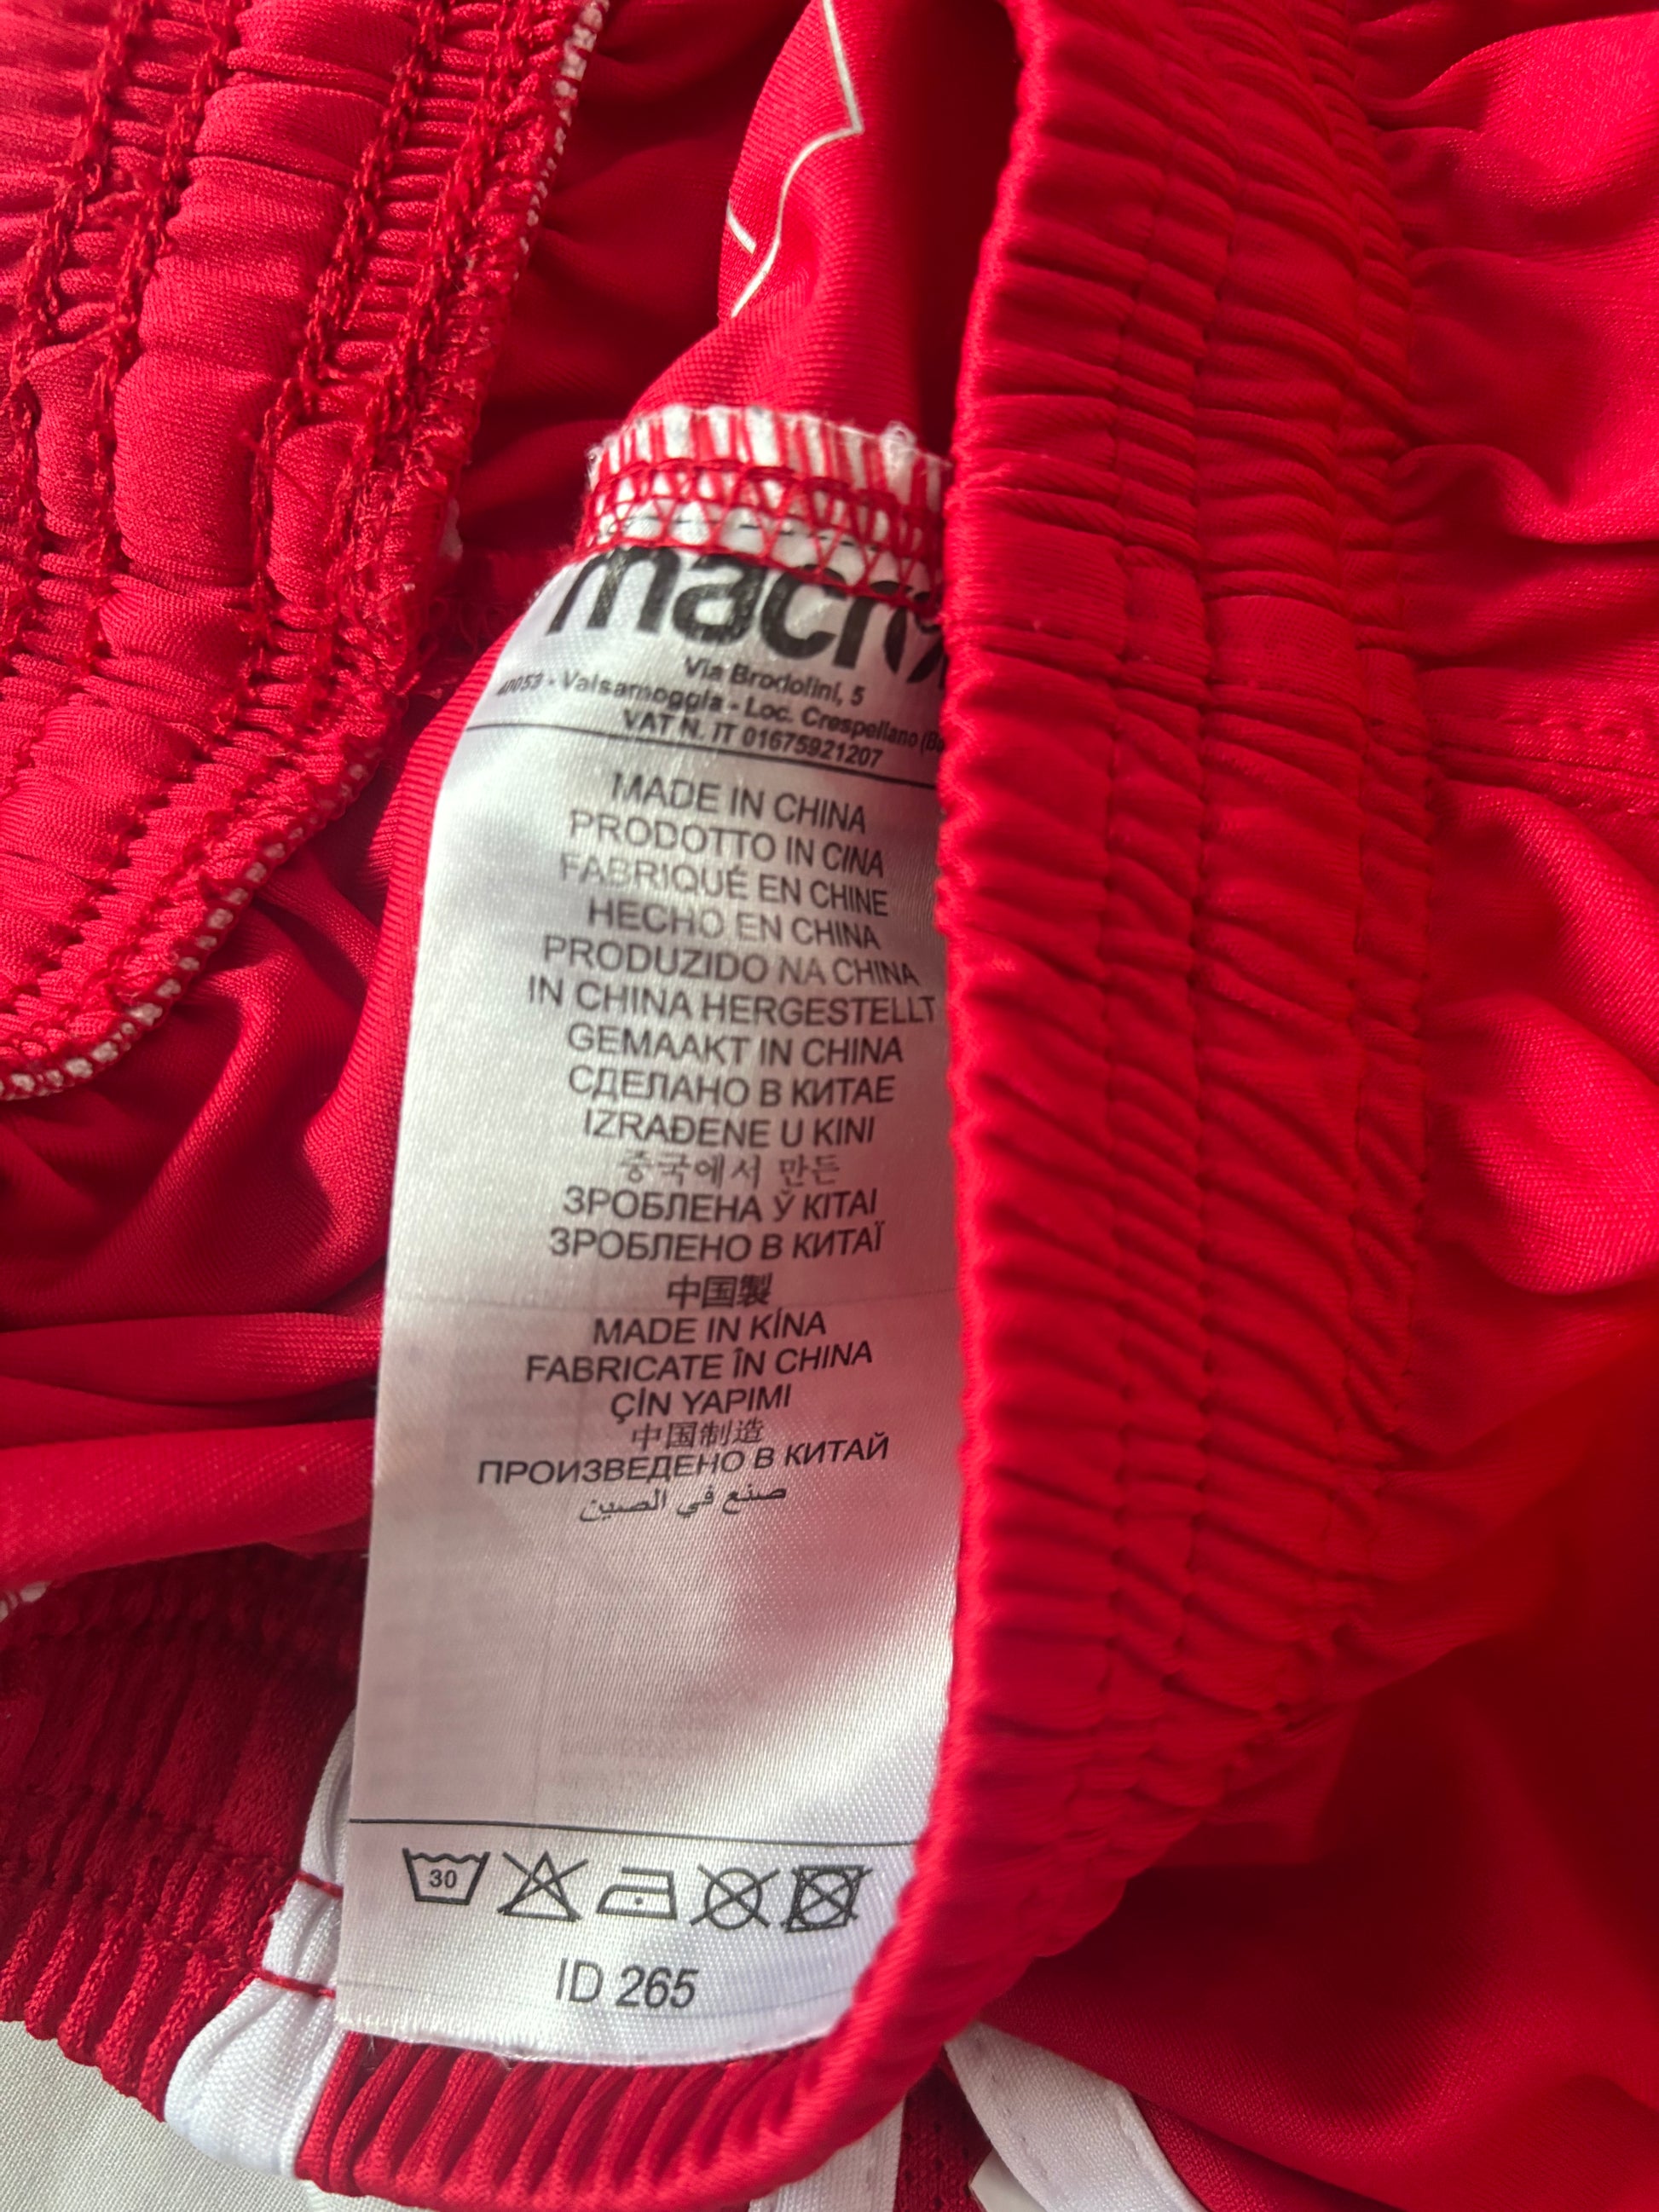 macro
Via Brodolini, 5
40053 - Valsamoggia - Loc. Crespellano (Bo
VAT N. IT 01675921207
MADE IN CHINA
PRODOTTO IN CINA
FABRIQUÉ EN CHINE
HECHO EN CHINA
PRODUZIDO NA CHINA
IN CHINA HERGESTELLT
GEMAAKT IN CHINA
СДЕЛАНО В КИТАЕ
IZRAĐENE U KINI
중국에서 만든
ЗРОБЛЕНА Ў КІТАІ
ЗРОБЛЕНО В КИТАЇ
中国製
MADE IN KÍNA
FABRICATE ÎN CHINA
ÇİN YAPIMI
中国制造
ПРОИЗВЕДЕНО В КИТАЙ
صنع في الصين
30
ID 265